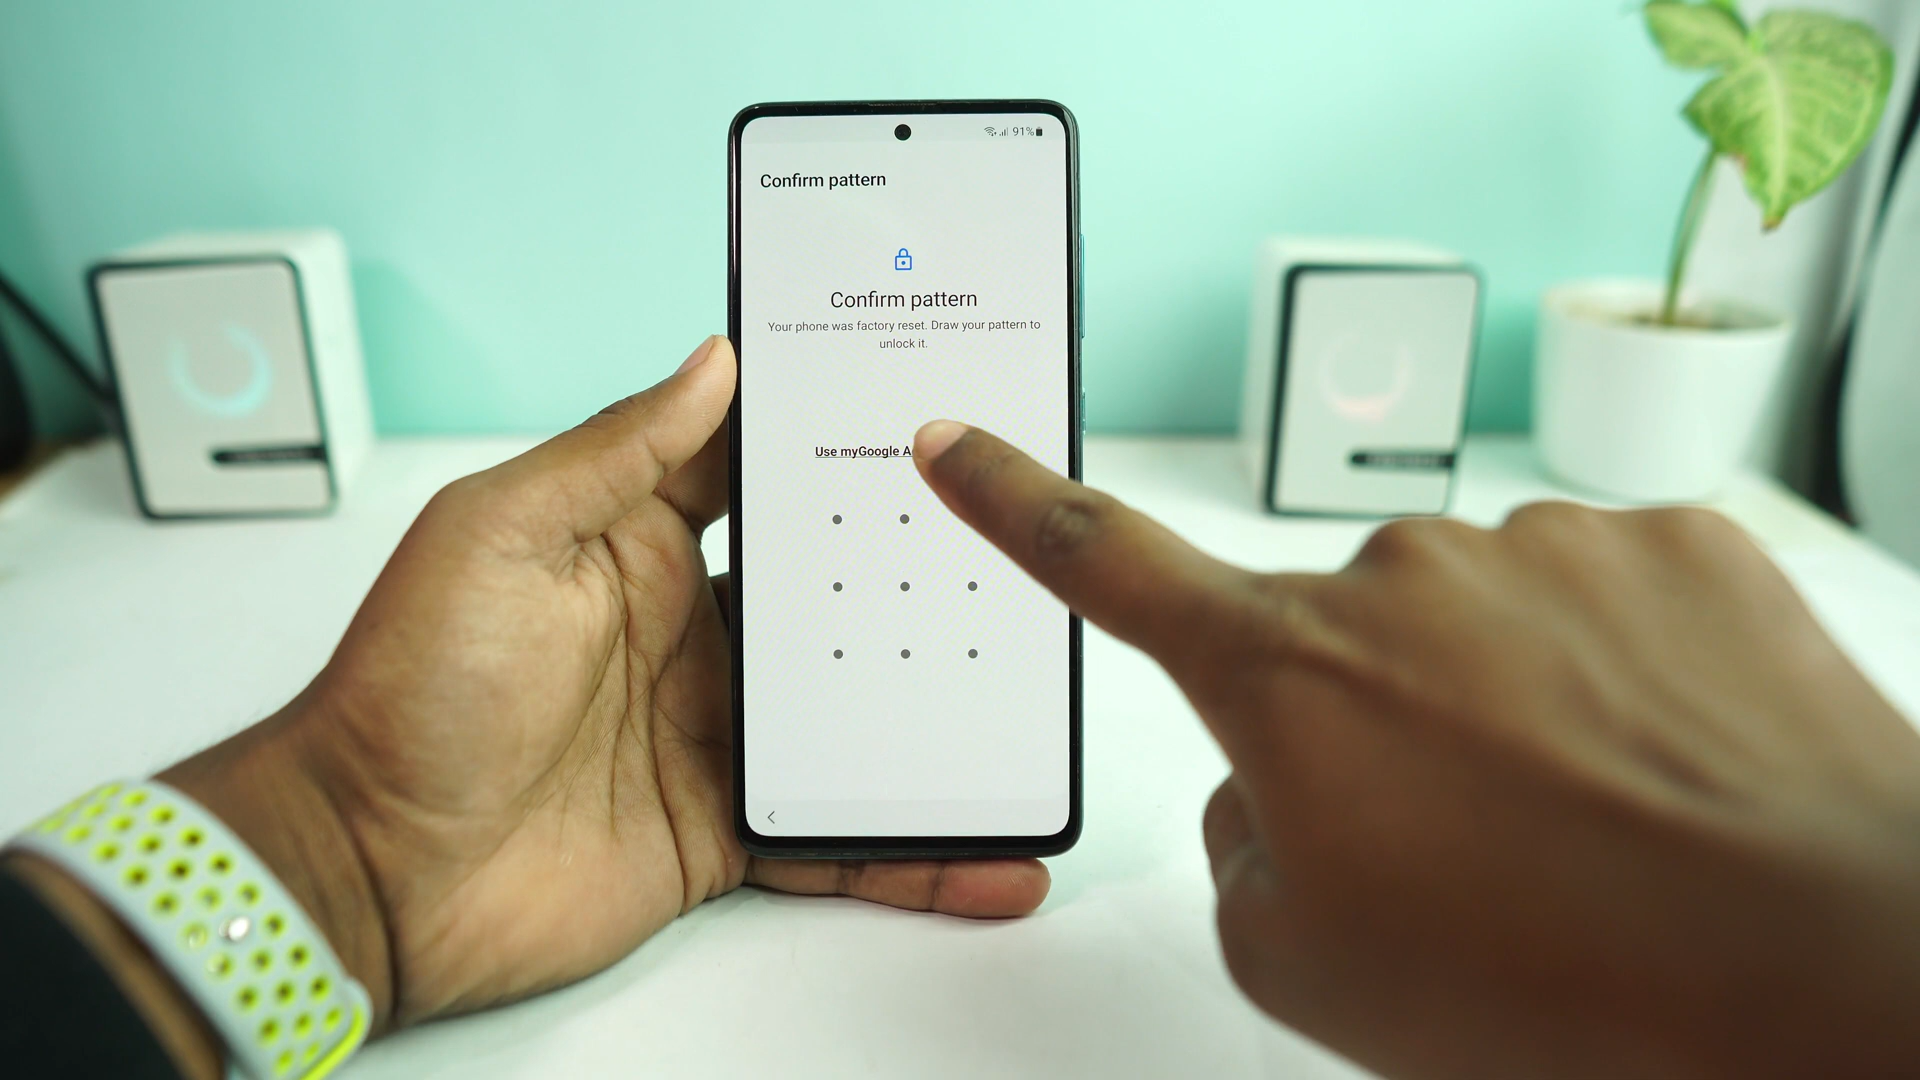 91%
Confirm pattern
Confirm pattern
Your phone was factory reset. Draw your pattern to
unlock it.
Use myGoogle